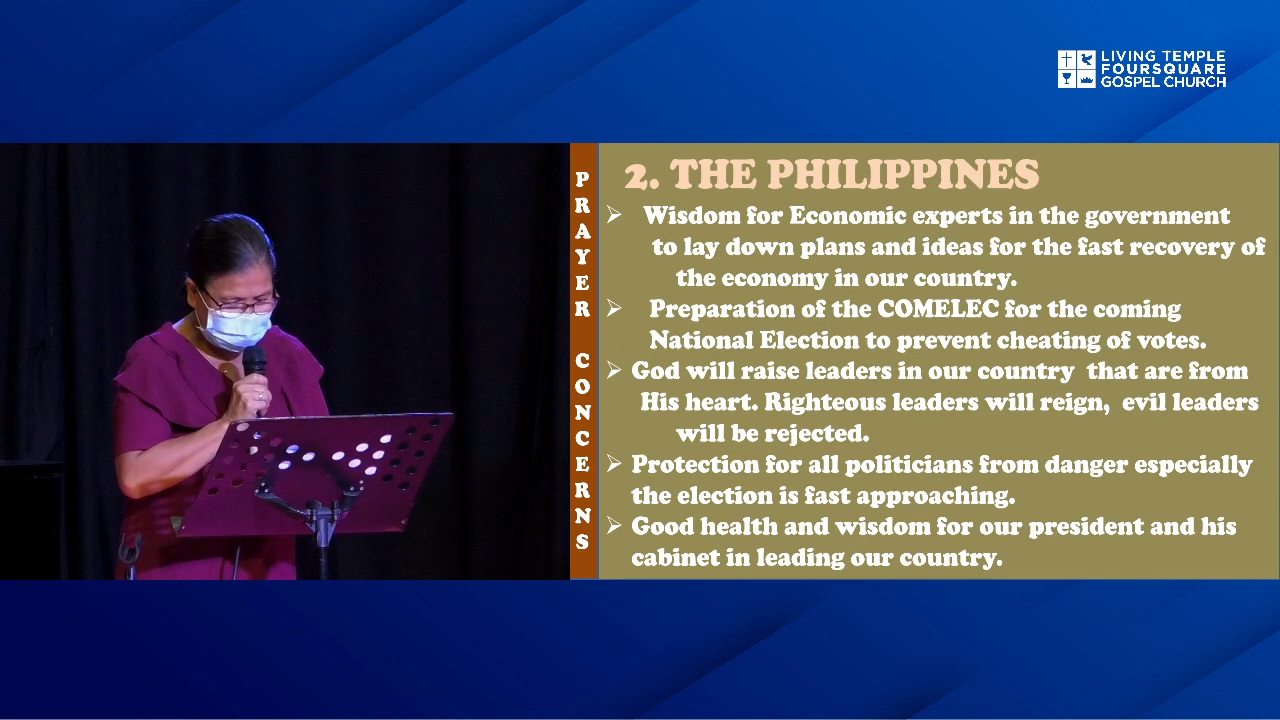 LIVING TEMPLE
FOURSQUARE
GOSPEL CHURCH
PRAYER CONCERNS
2. THE PHILIPPINES
➢ Wisdom for Economic experts in the government
to lay down plans and ideas for the fast recovery of
the economy in our country.
➢ Preparation of the COMELEC for the coming
National Election to prevent cheating of votes.
➢ God will raise leaders in our country that are from
His heart. Righteous leaders will reign, evil leaders
will be rejected.
➢ Protection for all politicians from danger especially
the election is fast approaching.
➢ Good health and wisdom for our president and his
cabinet in leading our country.